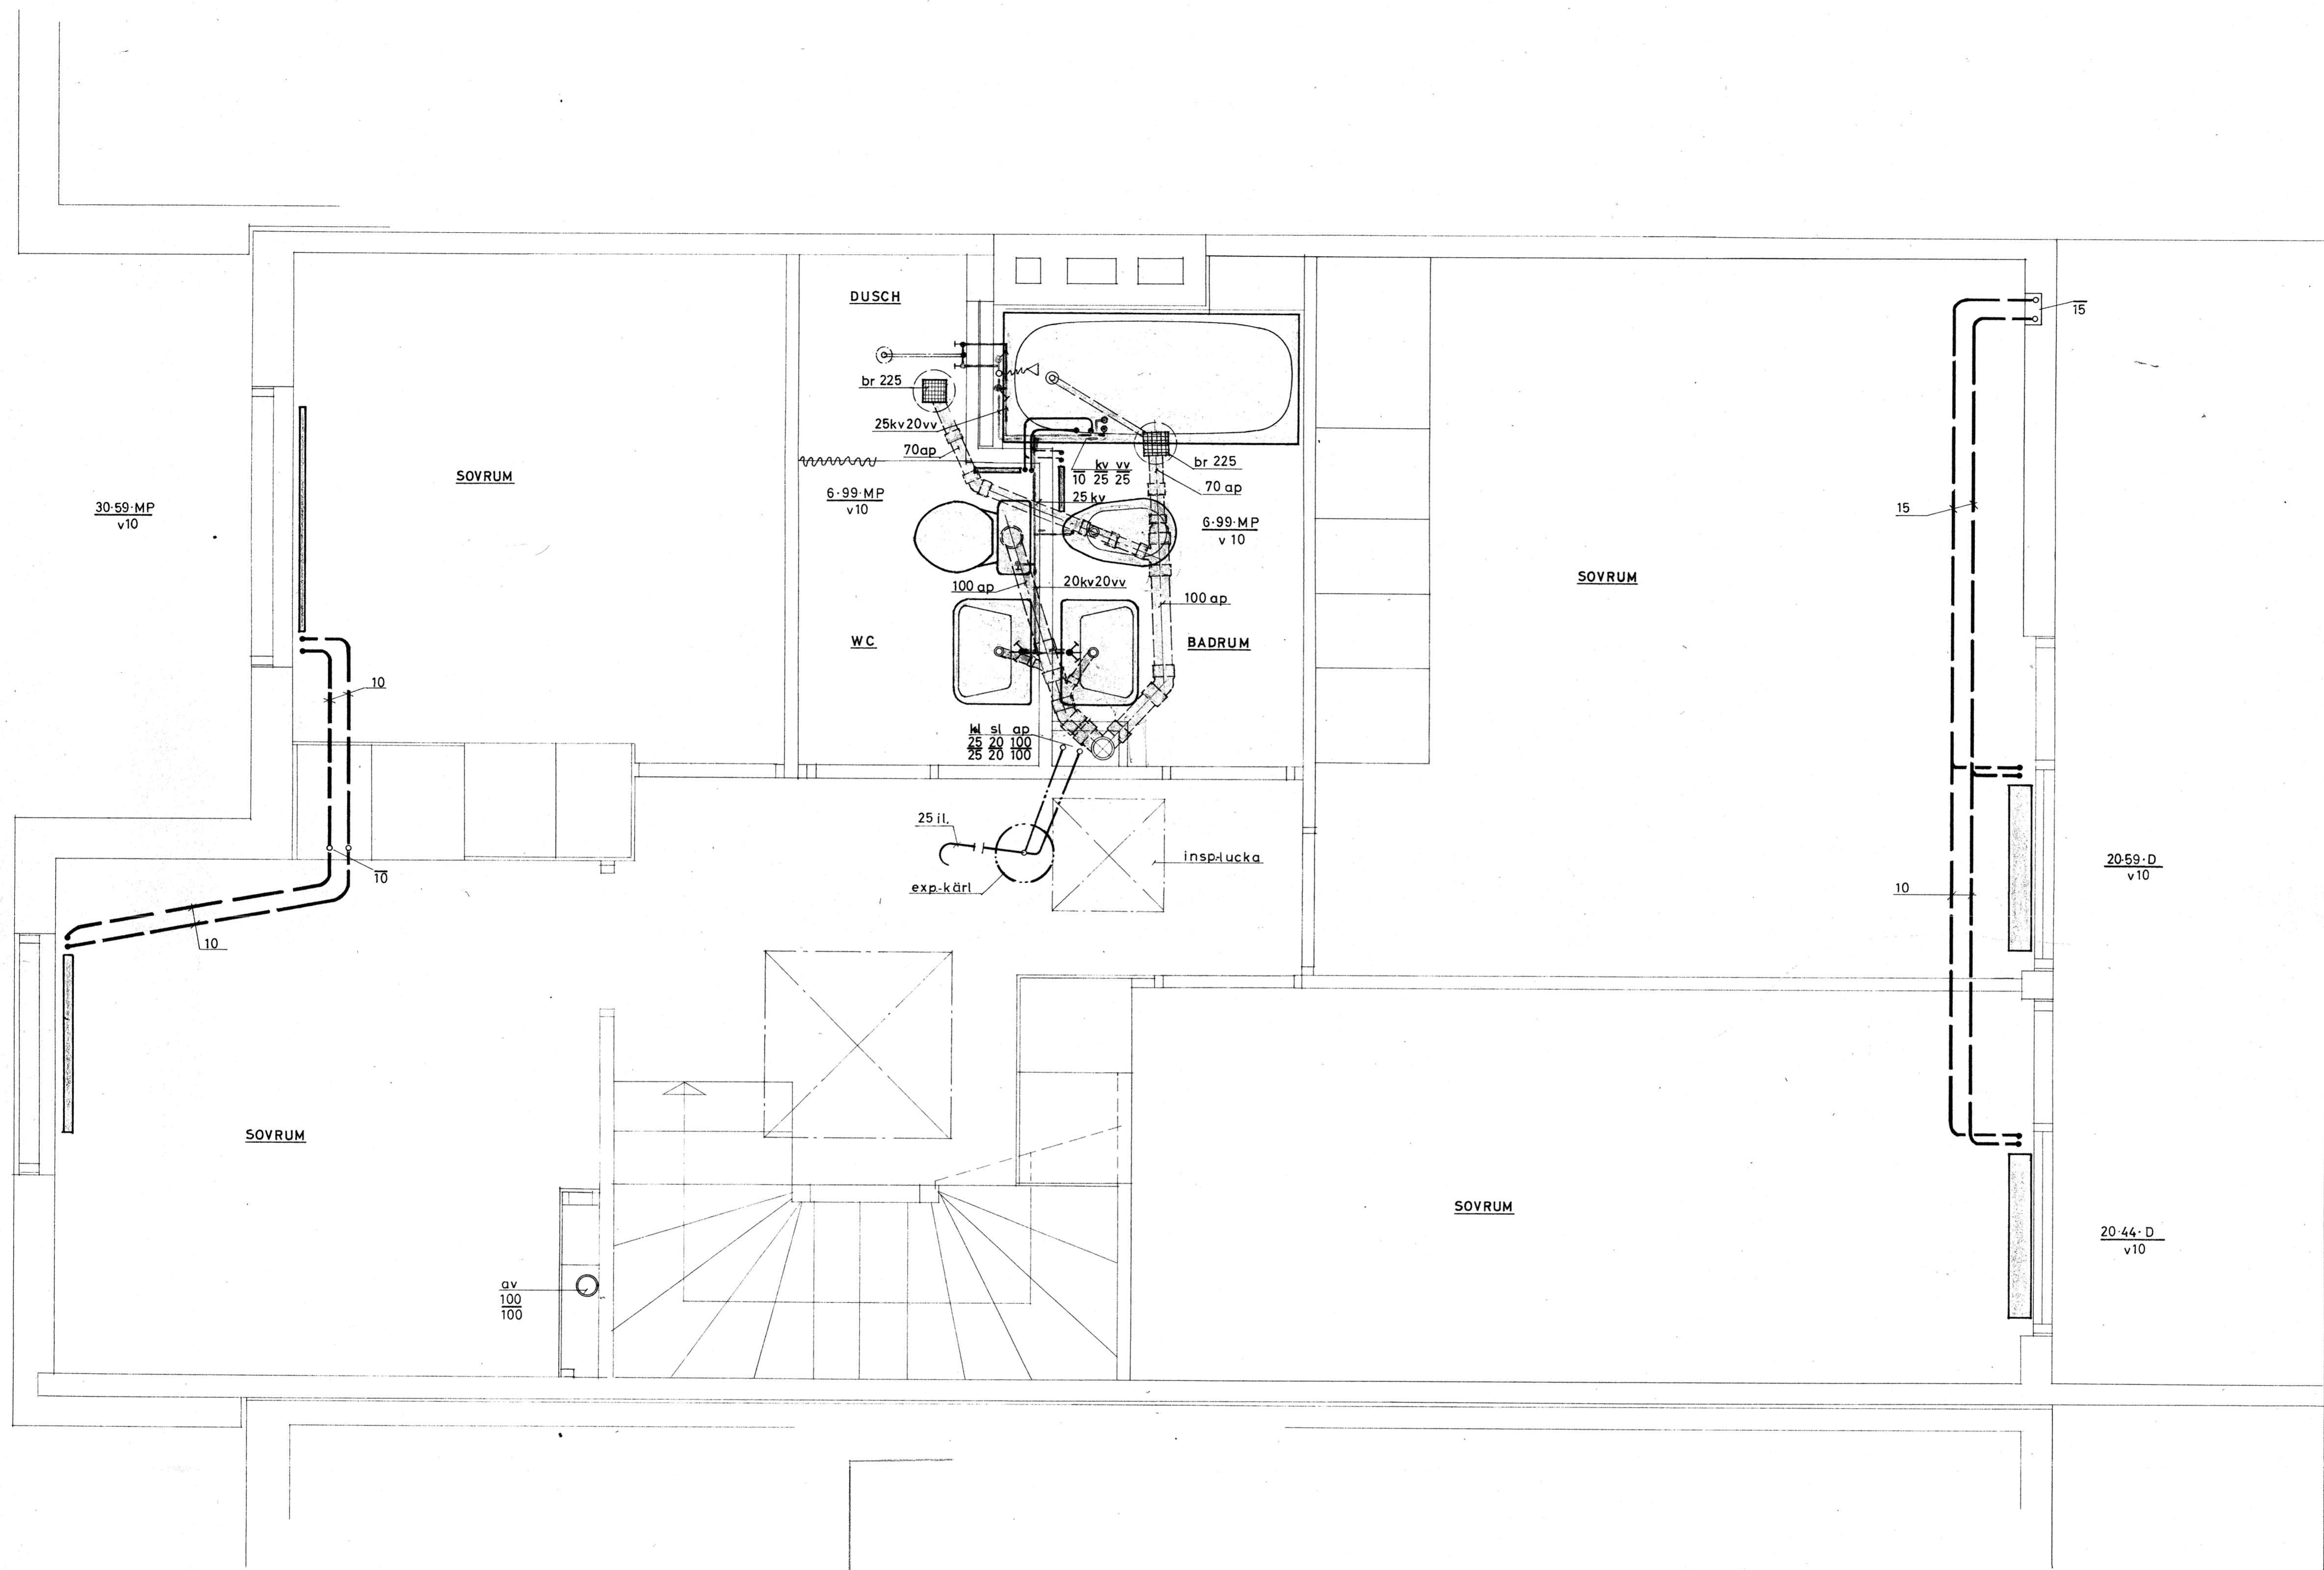 DUSCH
15
br 225
25kv20vv
70ap
br 225
kv vv
10 25 25
SOVRUM
70 ap
6·99·MP
v10
25 kv
30·59·MP
v10
15
6·99·MP
v 10
SOVRUM
100 ap
20kv20vv
100 ap
WC
BADRUM
10
kl sl ap
25 20 100
25 20 100
25 il.
insp.-lucka
20·59·D
v10
10
exp.-kärl
10
10
SOVRUM
SOVRUM
20·44·D
v10
av
100
100